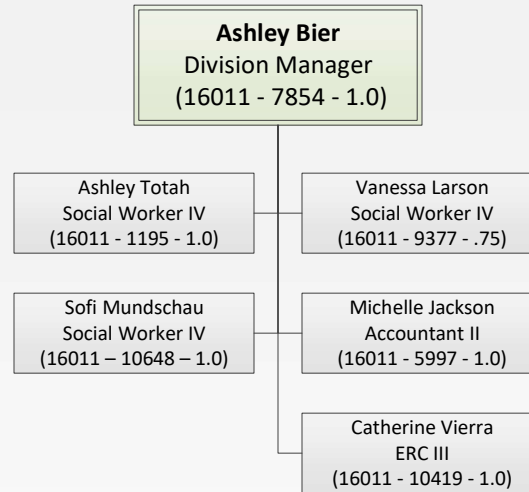 Ashley Bier
Division Manager
(16011 - 7854 - 1.0)
Ashley Totah
Social Worker IV
(16011 - 1195 - 1.0)
Vanessa Larson
Social Worker IV
(16011 - 9377 - .75)
Sofi Mundschau
Social Worker IV
(16011 – 10648 – 1.0)
Michelle Jackson
Accountant II
(16011 - 5997 - 1.0)
Catherine Vierra
ERC III
(16011 - 10419 - 1.0)